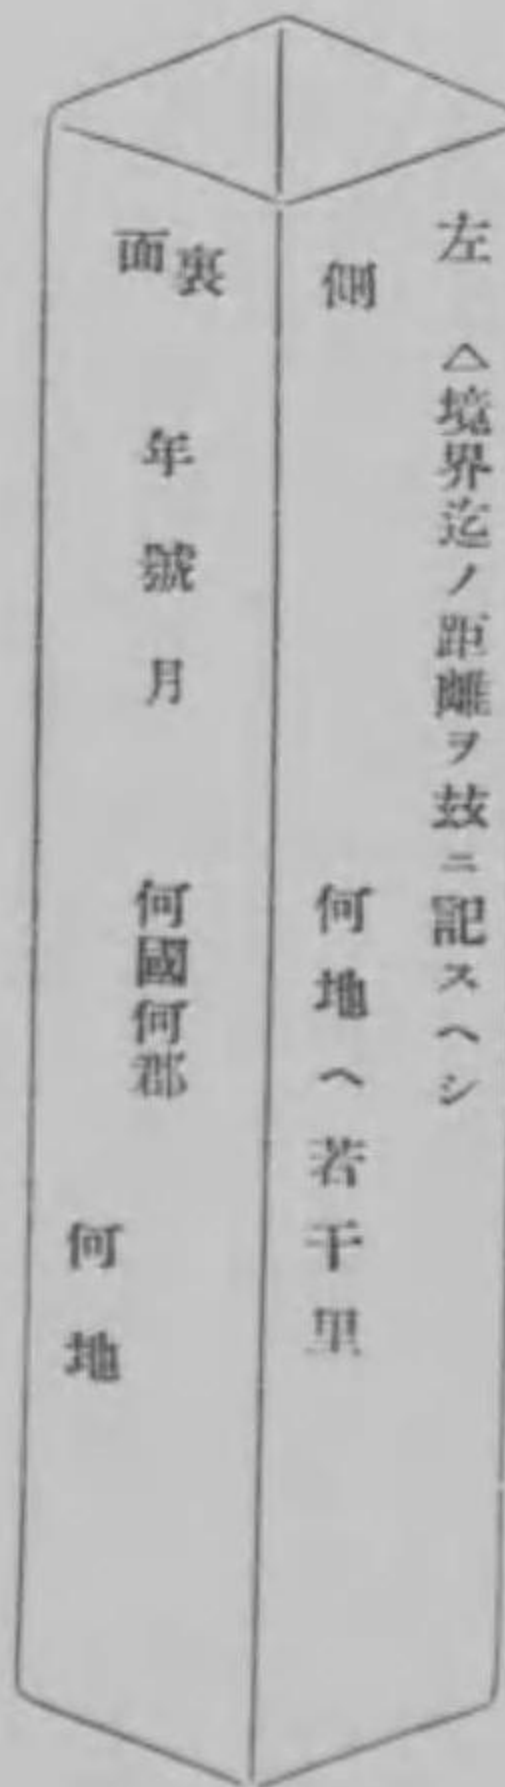 左側
△境界迄ノ距離ヲ玆ニ記スヘシ
何地へ若干里
裏面
年號月
何國何郡
何地